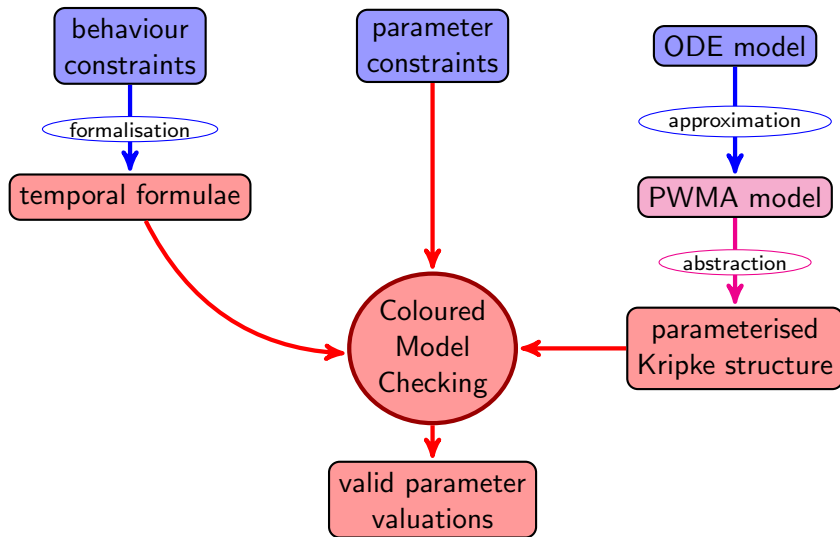 behaviour
constraints
parameter
constraints
ODE model
formalisation
approximation
temporal formulae
PWMA model
abstraction
Coloured
Model
Checking
parameterised
Kripke structure
valid parameter
valuations